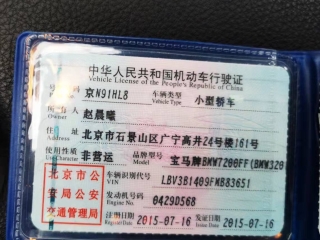 中华人民共和国机动车行驶证
Vehicle License of the People's Republic of China
号牌号码 京N91HL8 车辆类型 小型轿车
Vehicle Type
所有人 赵晨曦
Owner
住址 北京市石景山区广宁高井24号楼161号
使用性质 非营运 品牌型号 宝马牌BMW7200FF(BMW320
Use Character Model
北京市公安局公安交通管理局
车辆识别代号 LBV3B1409FMB83651
VIN
发动机号码 0429D568
Engine No.
注册日期 2015-07-16 发证日期 2015-07-16
Register Date Issue Date